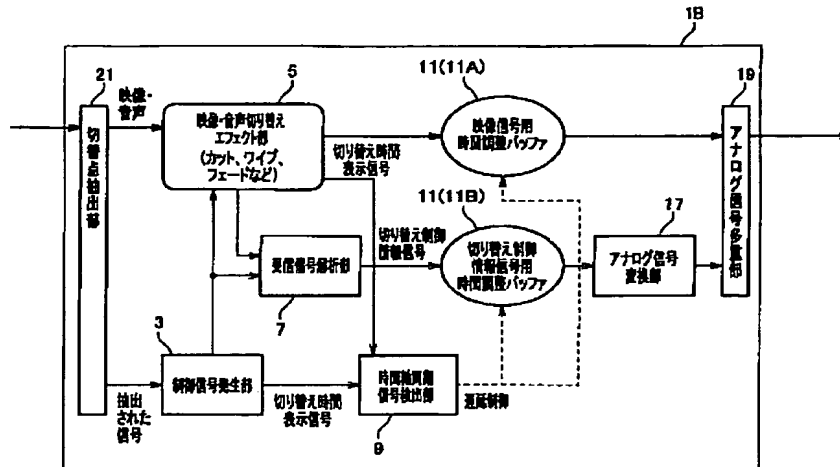 1B
21
映像・
音声
切替点抽出部
5
映像・音声切り替え
エフェクト部
(カット、ワイプ、
フェードなど)
切り替え時間
表示信号
11(11A)
映像信号用
時間調整バッファ
19
アナログ信号多重部
11(11B)
切り替え制御
情報信号
切り替え制御
情報信号用
時間調整バッファ
17
アナログ信号
変換部
受信信号解析部
7
3
制御信号発生部
抽出
された
信号
切り替え時間
表示信号
時間軸同期
信号検出部
9
遅延制御